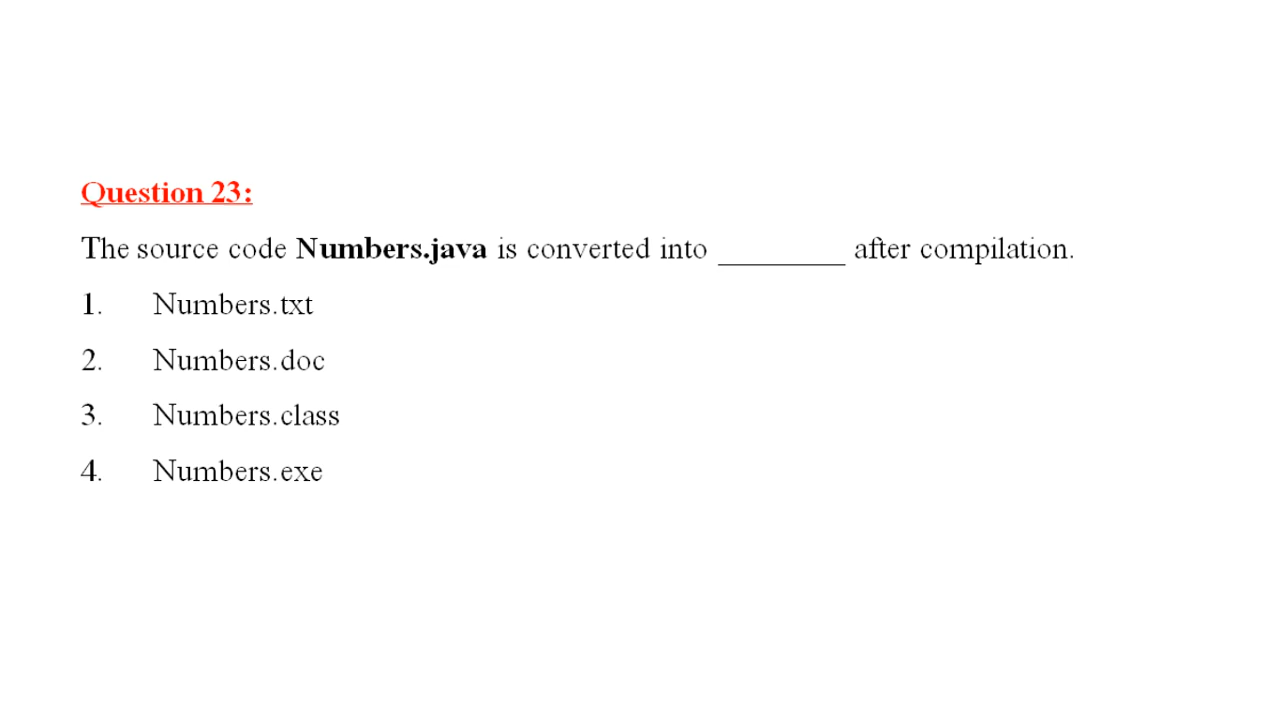 Question 23:
The source code Numbers.java is converted into _________ after compilation.
1. Numbers.txt
2. Numbers.doc
3. Numbers.class
4. Numbers.exe